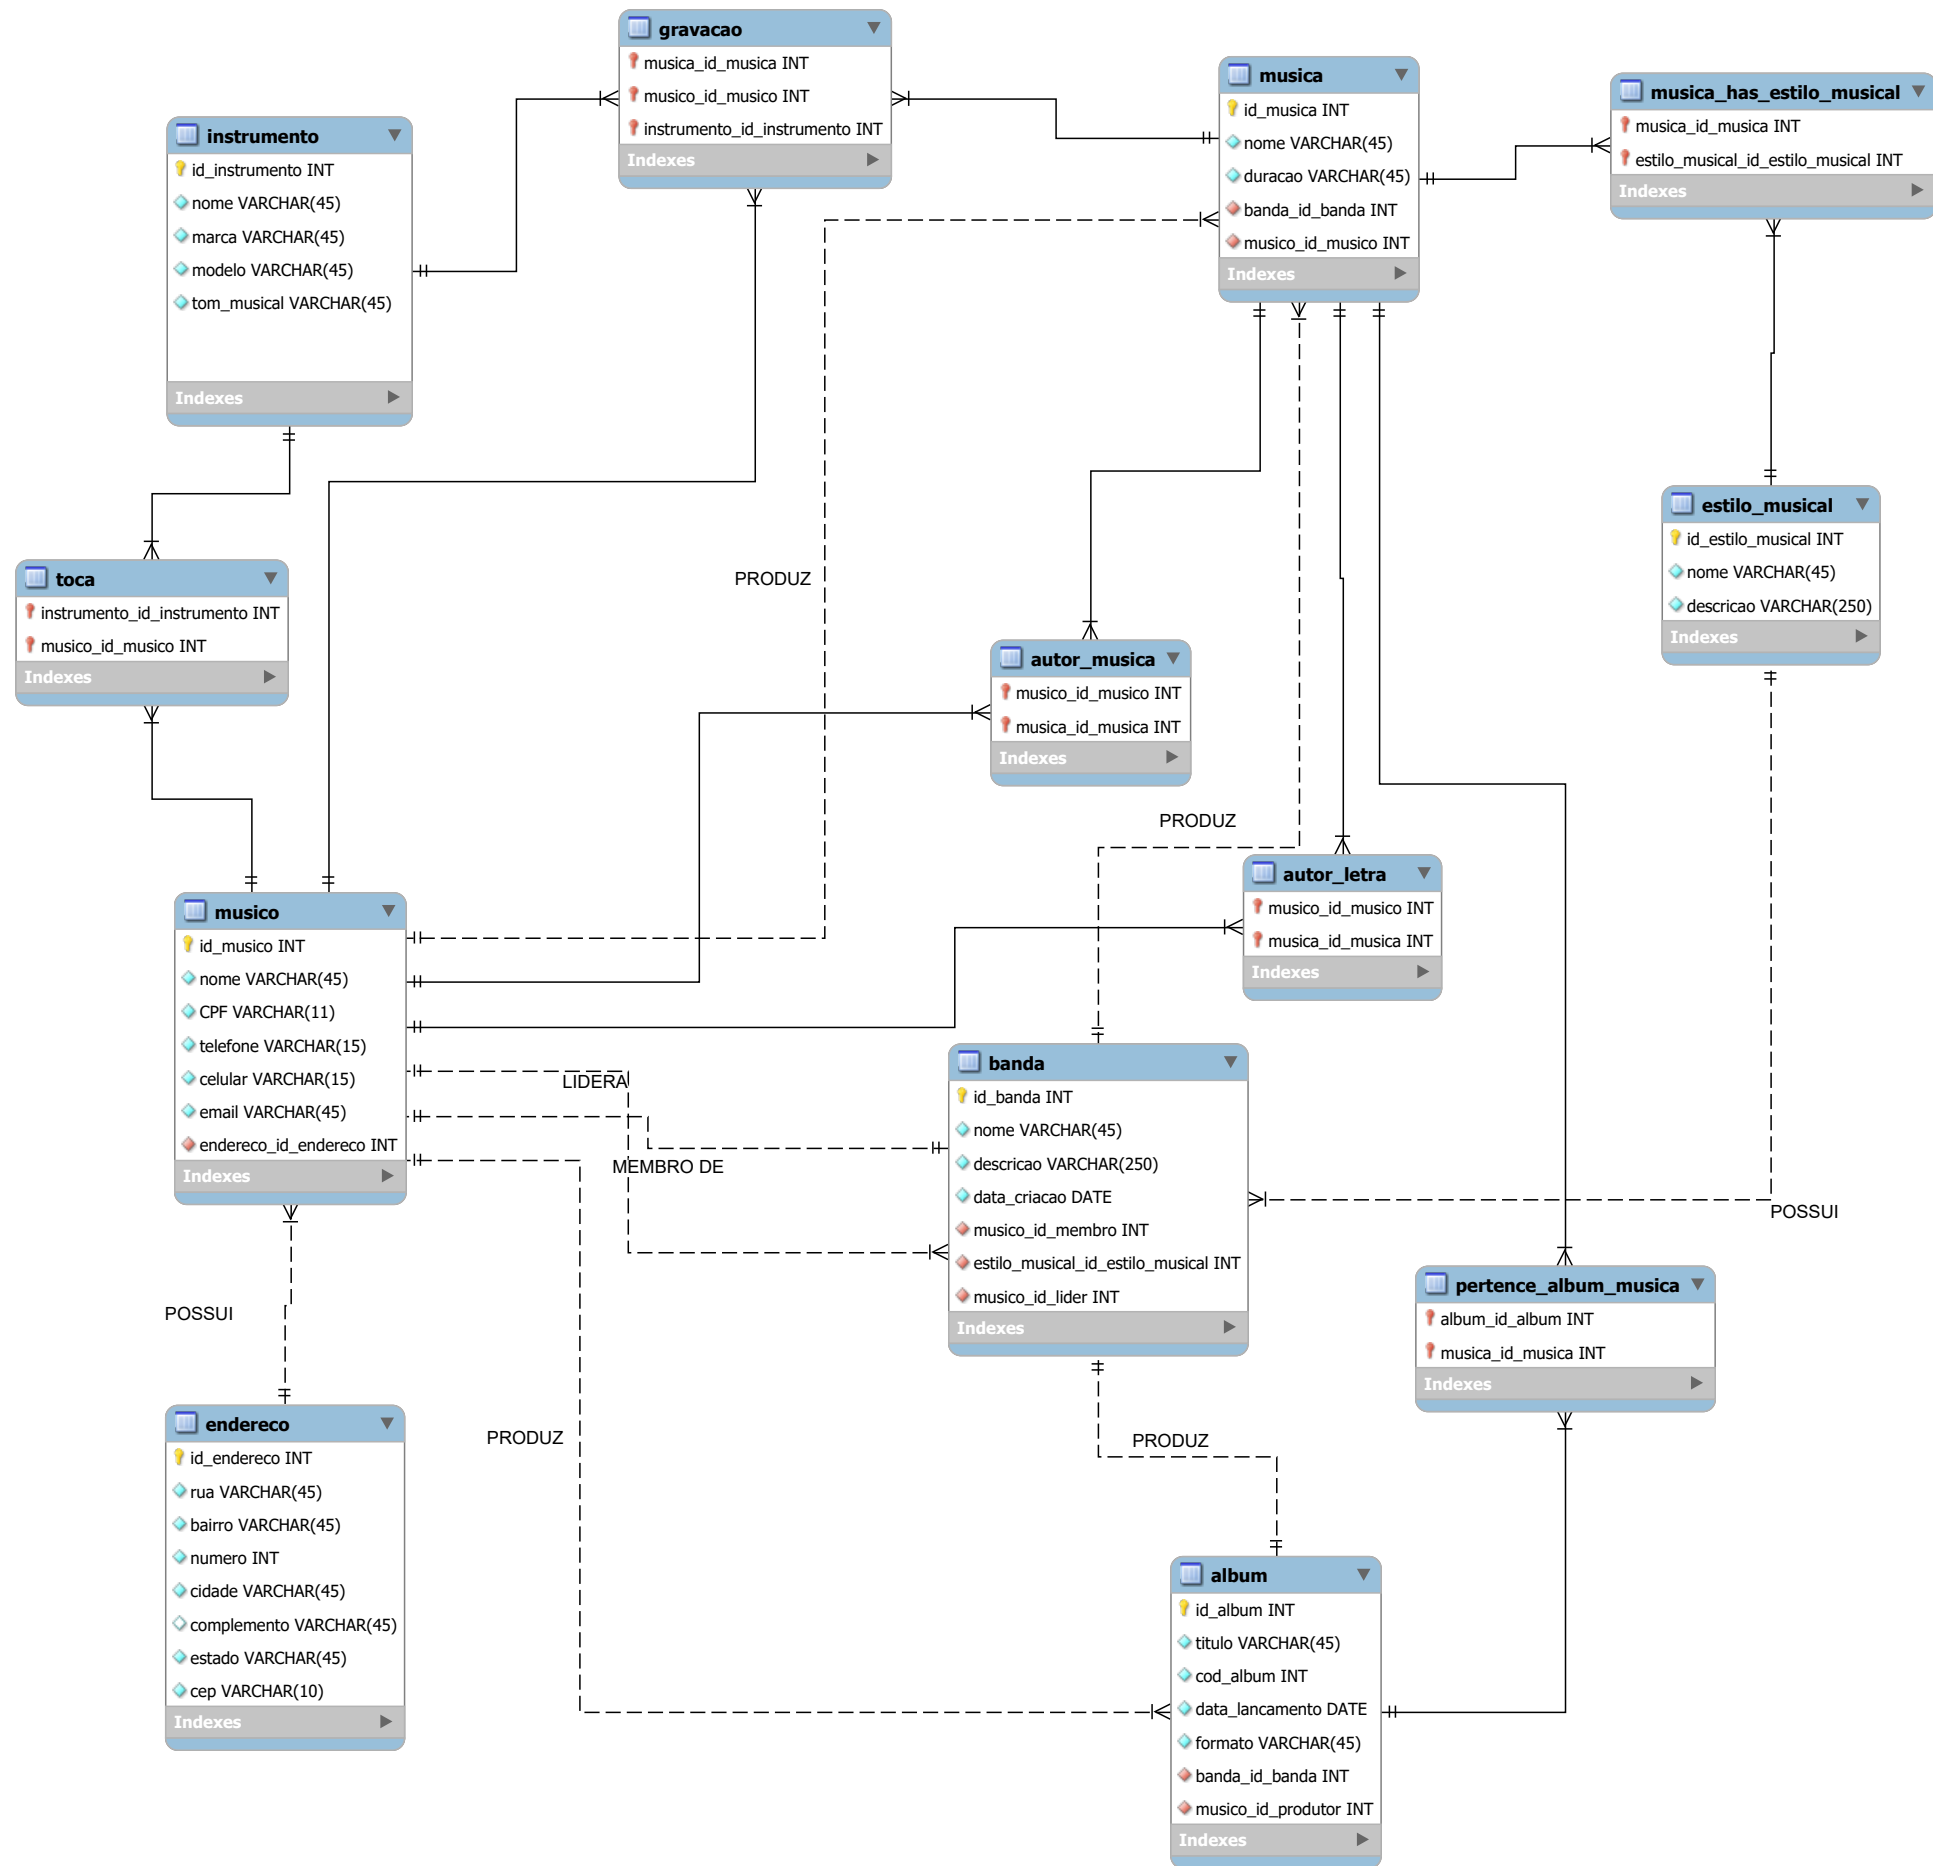 gravacao
musica_id_musica INT
musico_id_musico INT
instrumento_id_instrumento INT
Indexes
musica
id_musica INT
nome VARCHAR(45)
duracao VARCHAR(45)
banda_id_banda INT
musico_id_musico INT
Indexes
musica_has_estilo_musical
musica_id_musica INT
estilo_musical_id_estilo_musical INT
Indexes
instrumento
id_instrumento INT
nome VARCHAR(45)
marca VARCHAR(45)
modelo VARCHAR(45)
tom_musical VARCHAR(45)
Indexes
estilo_musical
id_estilo_musical INT
nome VARCHAR(45)
descricao VARCHAR(250)
Indexes
toca
instrumento_id_instrumento INT
musico_id_musico INT
Indexes
PRODUZ
autor_musica
musico_id_musico INT
musica_id_musica INT
Indexes
PRODUZ
autor_letra
musico_id_musico INT
musica_id_musica INT
Indexes
musico
id_musico INT
nome VARCHAR(45)
CPF VARCHAR(11)
telefone VARCHAR(15)
celular VARCHAR(15)
email VARCHAR(45)
endereco_id_endereco INT
Indexes
LIDERA
MEMBRO DE
banda
id_banda INT
nome VARCHAR(45)
descricao VARCHAR(250)
data_criacao DATE
musico_id_membro INT
estilo_musical_id_estilo_musical INT
musico_id_lider INT
Indexes
POSSUI
pertence_album_musica
album_id_album INT
musica_id_musica INT
Indexes
POSSUI
endereco
id_endereco INT
rua VARCHAR(45)
bairro VARCHAR(45)
numero INT
cidade VARCHAR(45)
complemento VARCHAR(45)
estado VARCHAR(45)
cep VARCHAR(10)
Indexes
PRODUZ
PRODUZ
album
id_album INT
titulo VARCHAR(45)
cod_album INT
data_lancamento DATE
formato VARCHAR(45)
banda_id_banda INT
musico_id_produtor INT
Indexes